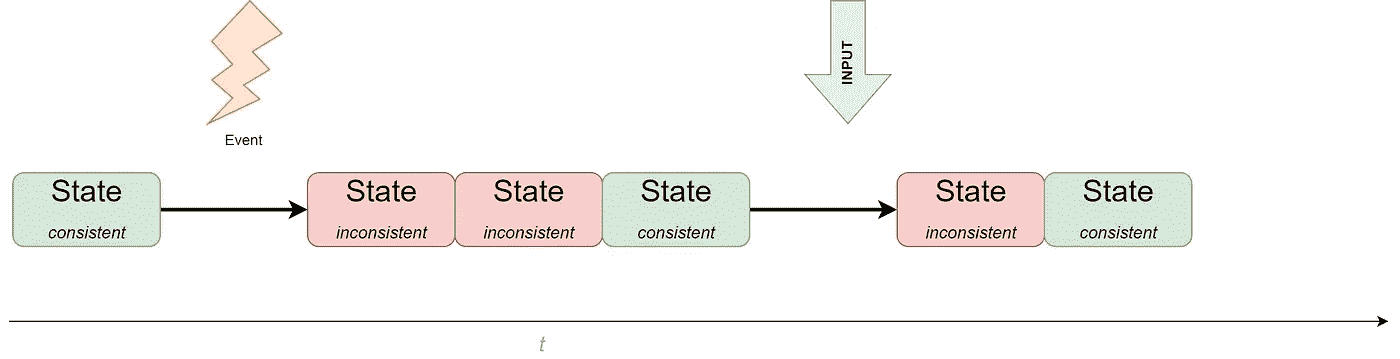 INPUT
Event
State
consistent
State
inconsistent
State
inconsistent
State
consistent
State
inconsistent
State
consistent
t